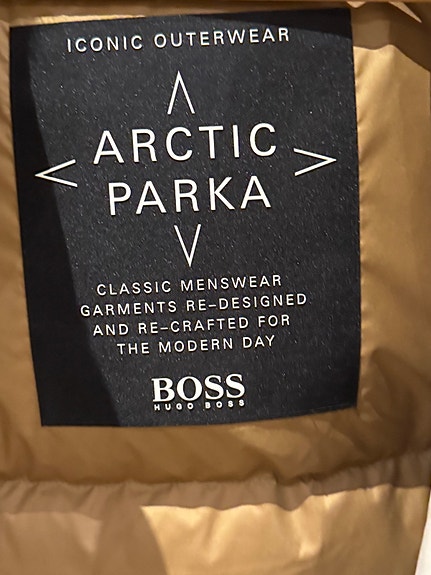 ICONIC OUTERWEAR
ARCTIC
PARKA
CLASSIC MENSWEAR
GARMENTS RE-DESIGNED
AND RE-CRAFTED FOR
THE MODERN DAY
BOSS
HUGO BOSS